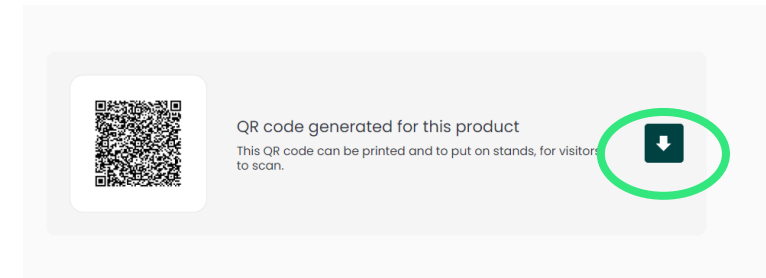 QR code generated for this product
This QR code can be printed and to put on stands, for visitors
to scan.